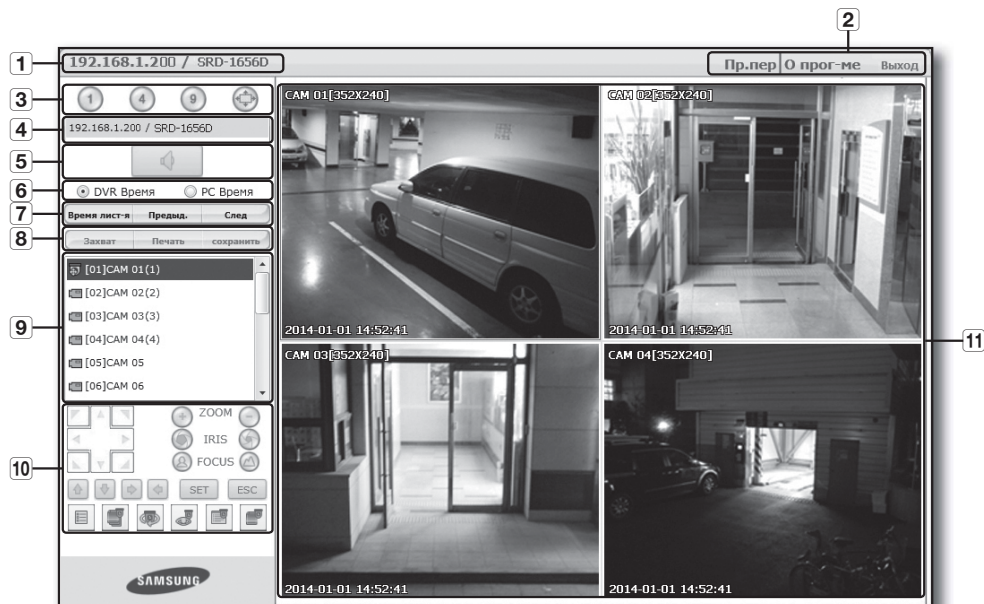 2
1
192.168.1.200 / SRD-1656D
Пр.пер О прог-ме Выход
3
1 4 9
4
192.168.1.200 / SRD-1656D
5
6
DVR Время PC Время
7
Время лист-я Предыд. След
8
Захват Печать сохранить
9
[01]CAM 01(1)
[02]CAM 02(2)
[03]CAM 03(3)
[04]CAM 04(4)
[05]CAM 05
[06]CAM 06
10
ZOOM
IRIS
FOCUS
SET ESC
SAMSUNG
CAM 01[352X240]
2014-01-01 14:52:41
CAM 02[352X240]
2014-01-01 14:52:41
11
CAM 03[352X240]
2014-01-01 14:52:41
CAM 04[352X240]
2014-01-01 14:52:41